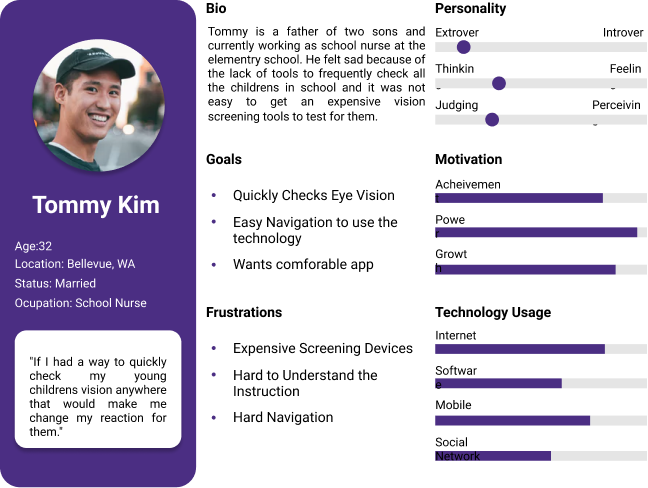 Tommy Kim
Age:32
Location: Bellevue, WA
Status: Married
Ocupation: School Nurse
"If I had a way to quickly
check my young
childrens vision anywhere
that would make me
change my reaction for
them."
Bio
Tommy is a father of two sons and
currently working as school nurse at the
elementry school. He felt sad because of
the lack of tools to frequently check all
the childrens in school and it was not
easy to get an expensive vision
screening tools to test for them.
Goals
Quickly Checks Eye Vision
Easy Navigation to use the
technology
Wants comforable app
Frustrations
Expensive Screening Devices
Hard to Understand the
Instruction
Hard Navigation
Personality
Extrover Introver
Thinkin Feelin
Judging Perceivin
Motivation
Acheivemen
t
Powe
r
Growt
h
Technology Usage
Internet
Softwar
e
Mobile
Social
Network